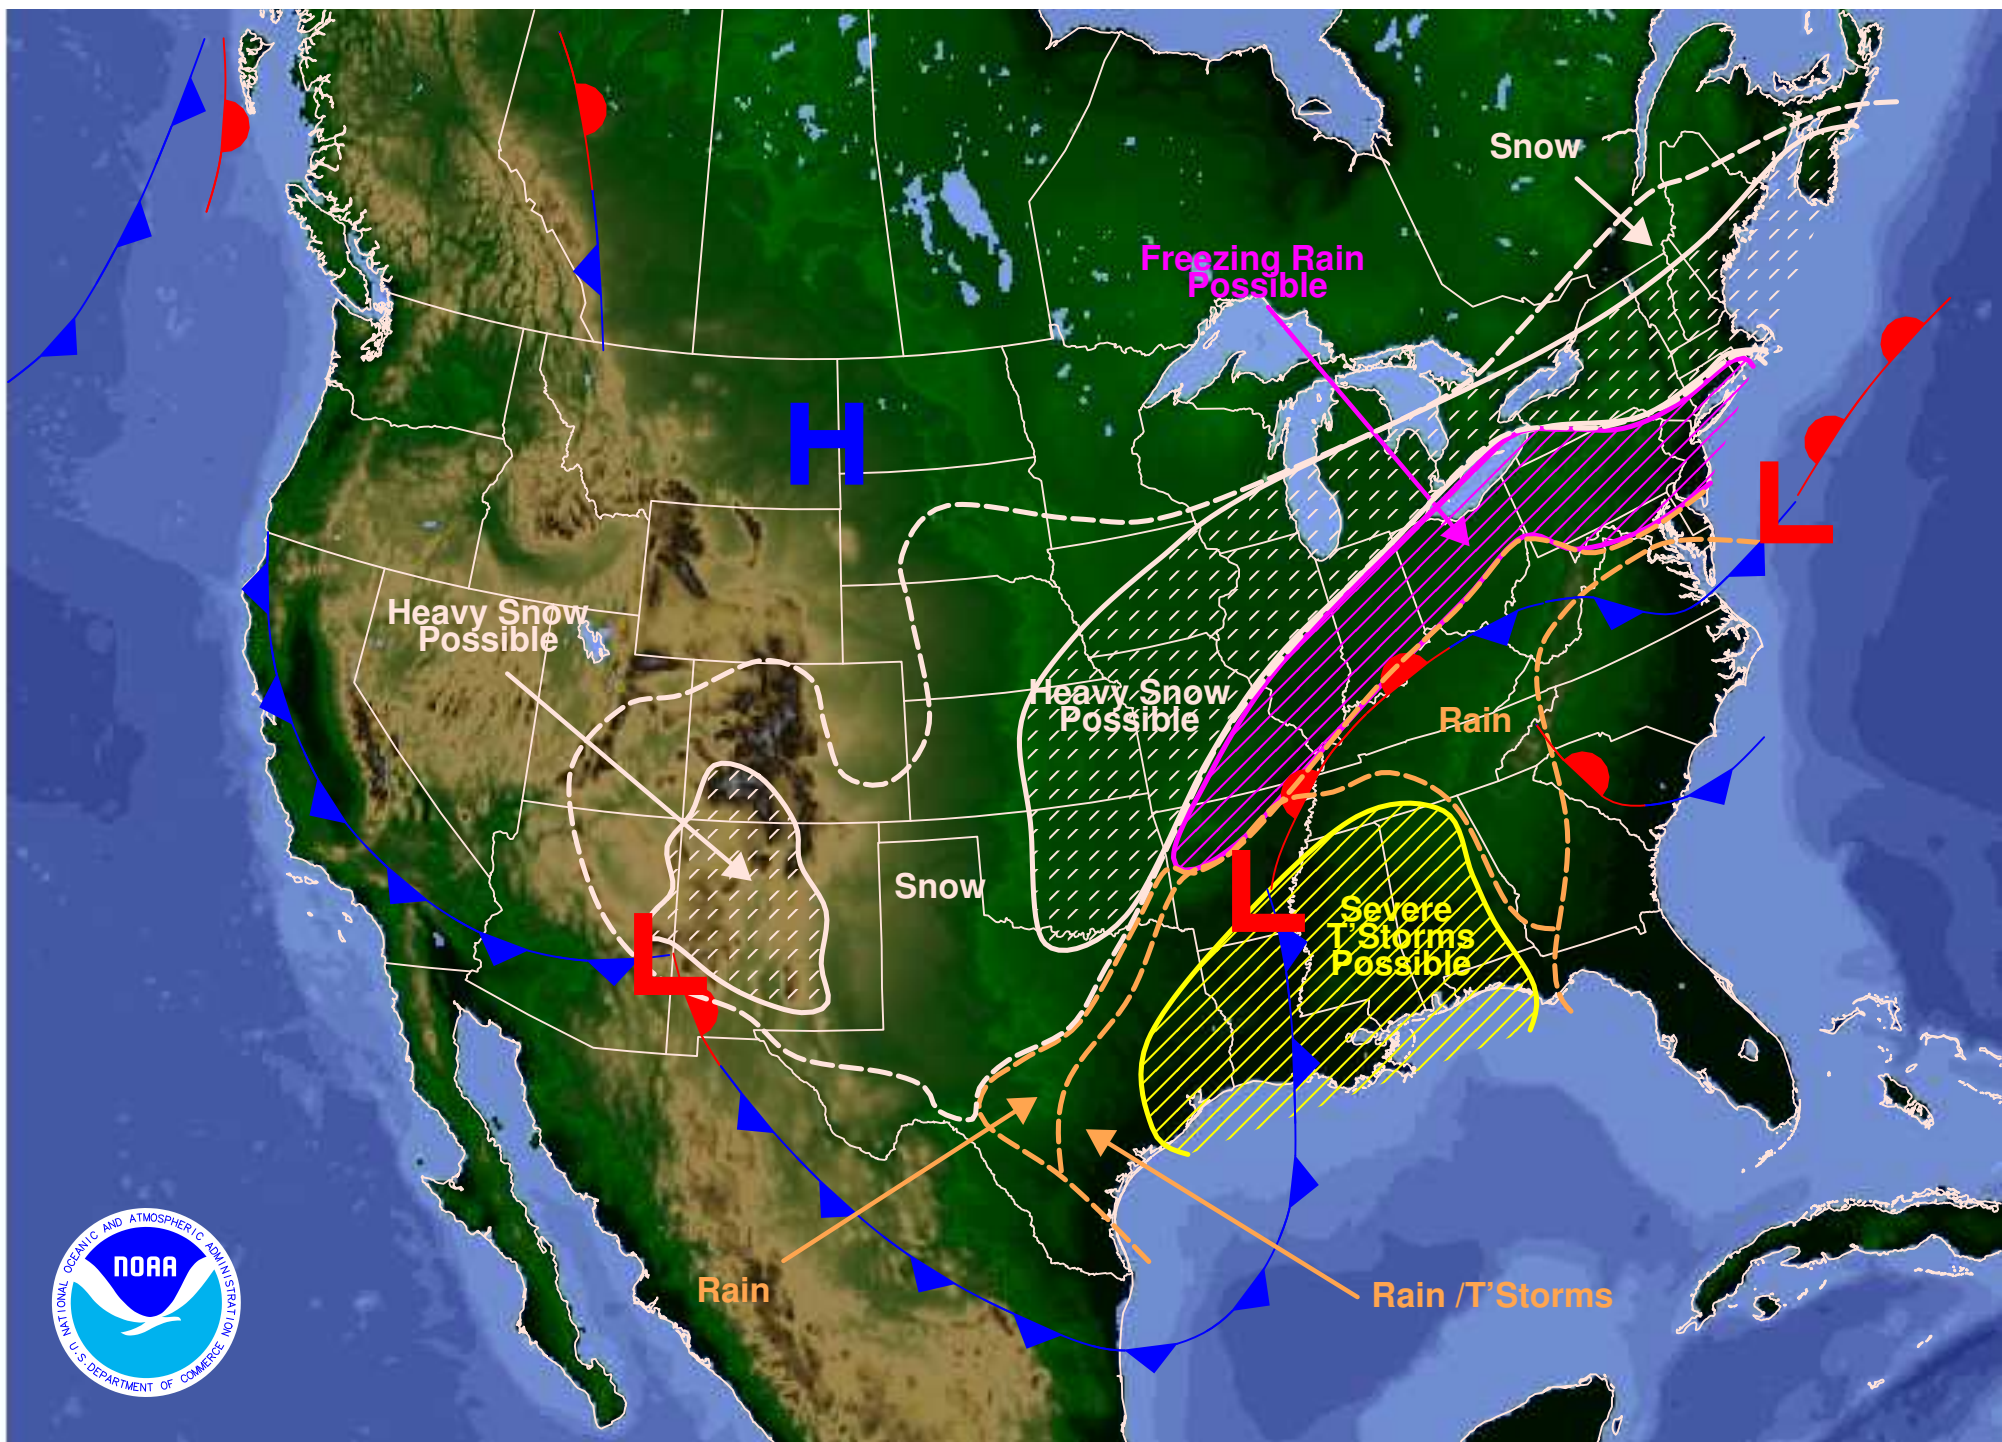 Snow
Freezing Rain
Possible
H
L
Heavy Snow
Possible
Heavy Snow
Possible
Rain
Snow
L
Severe
T'Storms
Possible
L
Rain
Rain /T'Storms
NATIONAL OCEANIC AND ATMOSPHERIC ADMINISTRATION
U.S. DEPARTMENT OF COMMERCE
NOAA